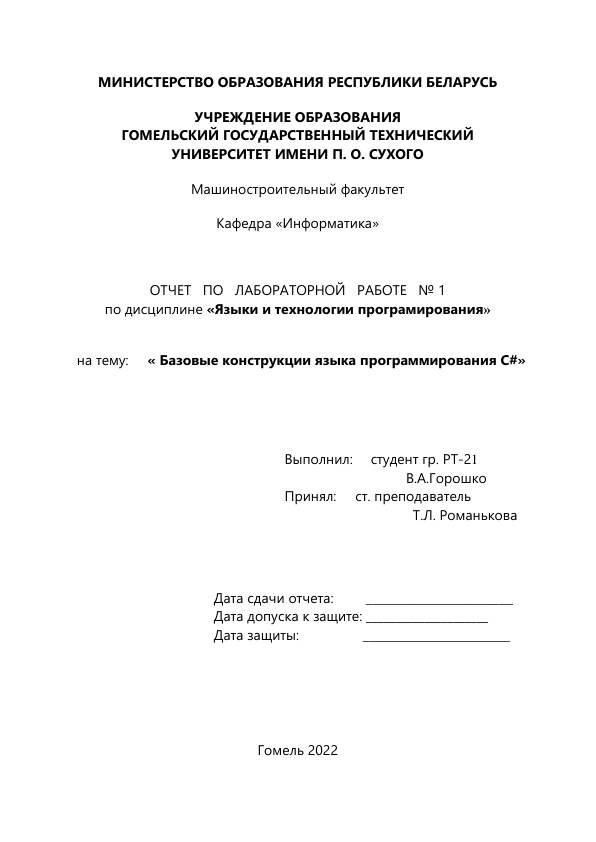 МИНИСТЕРСТВО ОБРАЗОВАНИЯ РЕСПУБЛИКИ БЕЛАРУСЬ
УЧРЕЖДЕНИЕ ОБРАЗОВАНИЯ
ГОМЕЛЬСКИЙ ГОСУДАРСТВЕННЫЙ ТЕХНИЧЕСКИЙ
УНИВЕРСИТЕТ ИМЕНИ П. О. СУХОГО
Машиностроительный факультет
Кафедра «Информатика»
ОТЧЕТ ПО ЛАБОРАТОРНОЙ РАБОТЕ № 1
по дисциплине «Языки и технологии програмирования»
на тему: « Базовые конструкции языка программирования C#»
Выполнил: студент гр. РТ-21
В.А.Горошко
Принял: ст. преподаватель
Т.Л. Романькова
Дата сдачи отчета: ______________________
Дата допуска к защите: ____________________
Дата защиты: ______________________
Гомель 2022